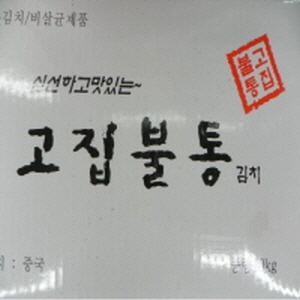 김치/비살균제품
고집
불통
신선하고맛있는~
고집불통
김치
: 중국
kg